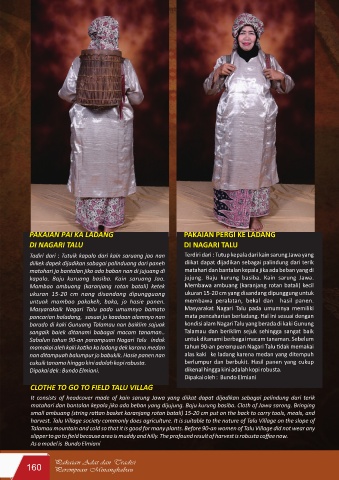 PAKAIAN PAI KA LADANG
DI NAGARI TALU
Tadiri dari : Tutuik kapalo dari kain saruang jao nan
diikek dapek dijadikan sabagai palinduang dari paneh
matahari jo bantalan jiko ado baban nan di jujuang di
kapalo. Baju kuruang basiba. Kain saruang Jao.
Mambao ambuang (karanjang rotan batali) ketek
ukuran 15-20 cm nang disandang dipungguang
untuak mambao pakakeh, baka, jo hasie panen.
Masyarakaik Nagari Talu pado umumnyo bamato
pancarian baladang, sasuai jo kaadaan alamnyo nan
barado di kaki Gunuang Talamau nan baiklim sajuak
sangaik baiek ditanami babagai macam tanaman..
Sabalun tahun 90-an parampuan Nagari Talu indak
mamakai aleh kaki katiko ka ladang dek karano medan
nan ditampuah balumpur jo babukik. Hasie panen nan
cukuik tanamo hinggo kini adolah kopi robusta.
Dipakai dek : Bundo Elmiani.
PAKAIAN PERGI KE LADANG
DI NAGARI TALU
Terdiri dari : Tutup kepala dari kain sarung Jawa yang
diikat dapat dijadikan sebagai palindung dari terik
matahari dan bantalan kepala jika ada beban yang di
jujung. Baju kurung basiba. Kain sarung Jawa.
Membawa ambuang (karanjang rotan batali) kecil
ukuran 15-20 cm yang disandang dipunggung untuk
membawa peralatan, bekal dan hasil panen.
Masyarakat Nagari Talu pada umumnya memiliki
mata pencaharian berladang. Hal ini sesuai dengan
kondisi alam Nagari Talu yang berada di kaki Gunung
Talamau dan beriklim sejuk sehingga sangat baik
untuk ditanami berbagai macam tanaman. Sebelum
tahun 90-an perempuan Nagari Talu tidak memakai
alas kaki ke ladang karena medan yang ditempuh
berlumpur dan berbukit. Hasil panen yang cukup
dikenal hingga kini adalah kopi robusta.
Dipakai oleh : Bundo Elmiani
CLOTHE TO GO TO FIELD TALU VILLAG
It consists of headcover made of kain sarung Jawa yang diikat dapat dijadikan sebagai pelindung dari terik
matahari dan bantalan kepala jika ada beban yang dijujung. Baju kurung basiba. Cloth of Jawa sarong. Bringing
small ambuang (string rattan basket karanjang rotan batali) 15-20 cm put on the back to carry tools, meals, and
harvest. Talu Village society commonly does agriculture. It is suitable to the nature of Talu Village on the slope of
Talamau mountain and cold so that it is good for many plants. Before 90-an women of Talu Village did not wear any
slipper to go to field because area is muddy and hilly. The profound result of harvest is robusta coffee now.
As a model is Bundo Elmiani
160
Pakaian Adat dan Tradisi
Perempuan Minangkabau